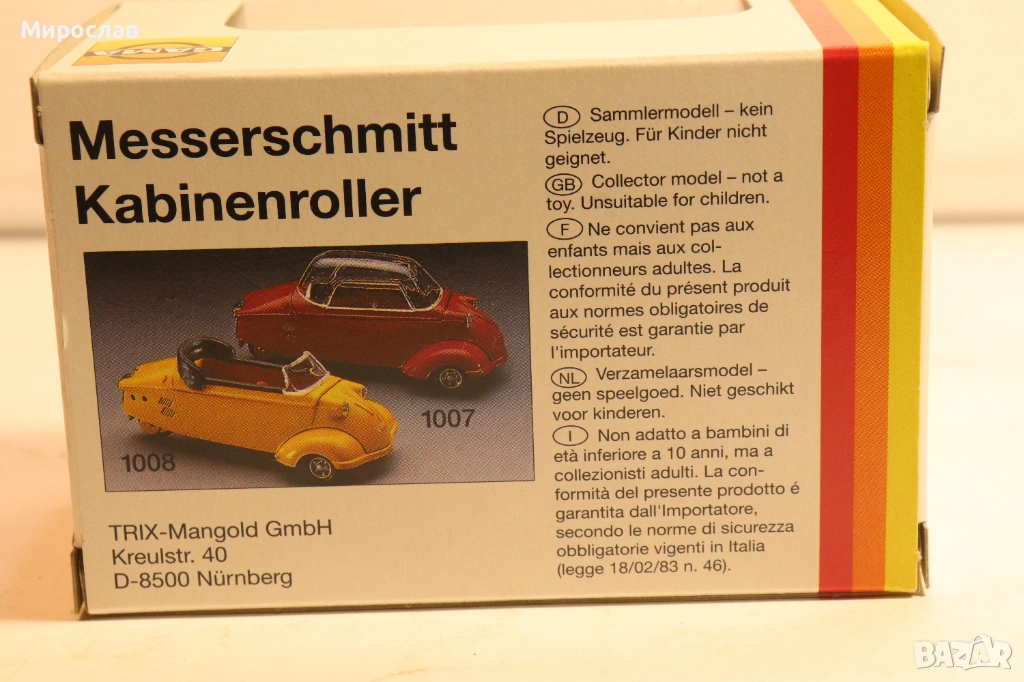 Мирослав
GAMA
Messerschmitt
Kabinenroller
1007
1008
TRIX-Mangold GmbH
Kreulstr. 40
D-8500 Nürnberg
D Sammlermodell – kein
Spielzeug. Für Kinder nicht
geignet.
GB Collector model – not a
toy. Unsuitable for children.
F Ne convient pas aux
enfants mais aux col-
lectionneurs adultes. La
conformité du présent produit
aux normes obligatoires de
sécurité est garantie par
l'importateur.
NL Verzamelaarsmodel –
geen speelgoed. Niet geschikt
voor kinderen.
I Non adatto a bambini di
età inferiore a 10 anni, ma a
collezionisti adulti. La con-
formità del presente prodotto é
garantita dall'Importatore,
secondo le norme di sicurezza
obbligatorie vigenti in Italia
(legge 18/02/83 n. 46).
BAZAR